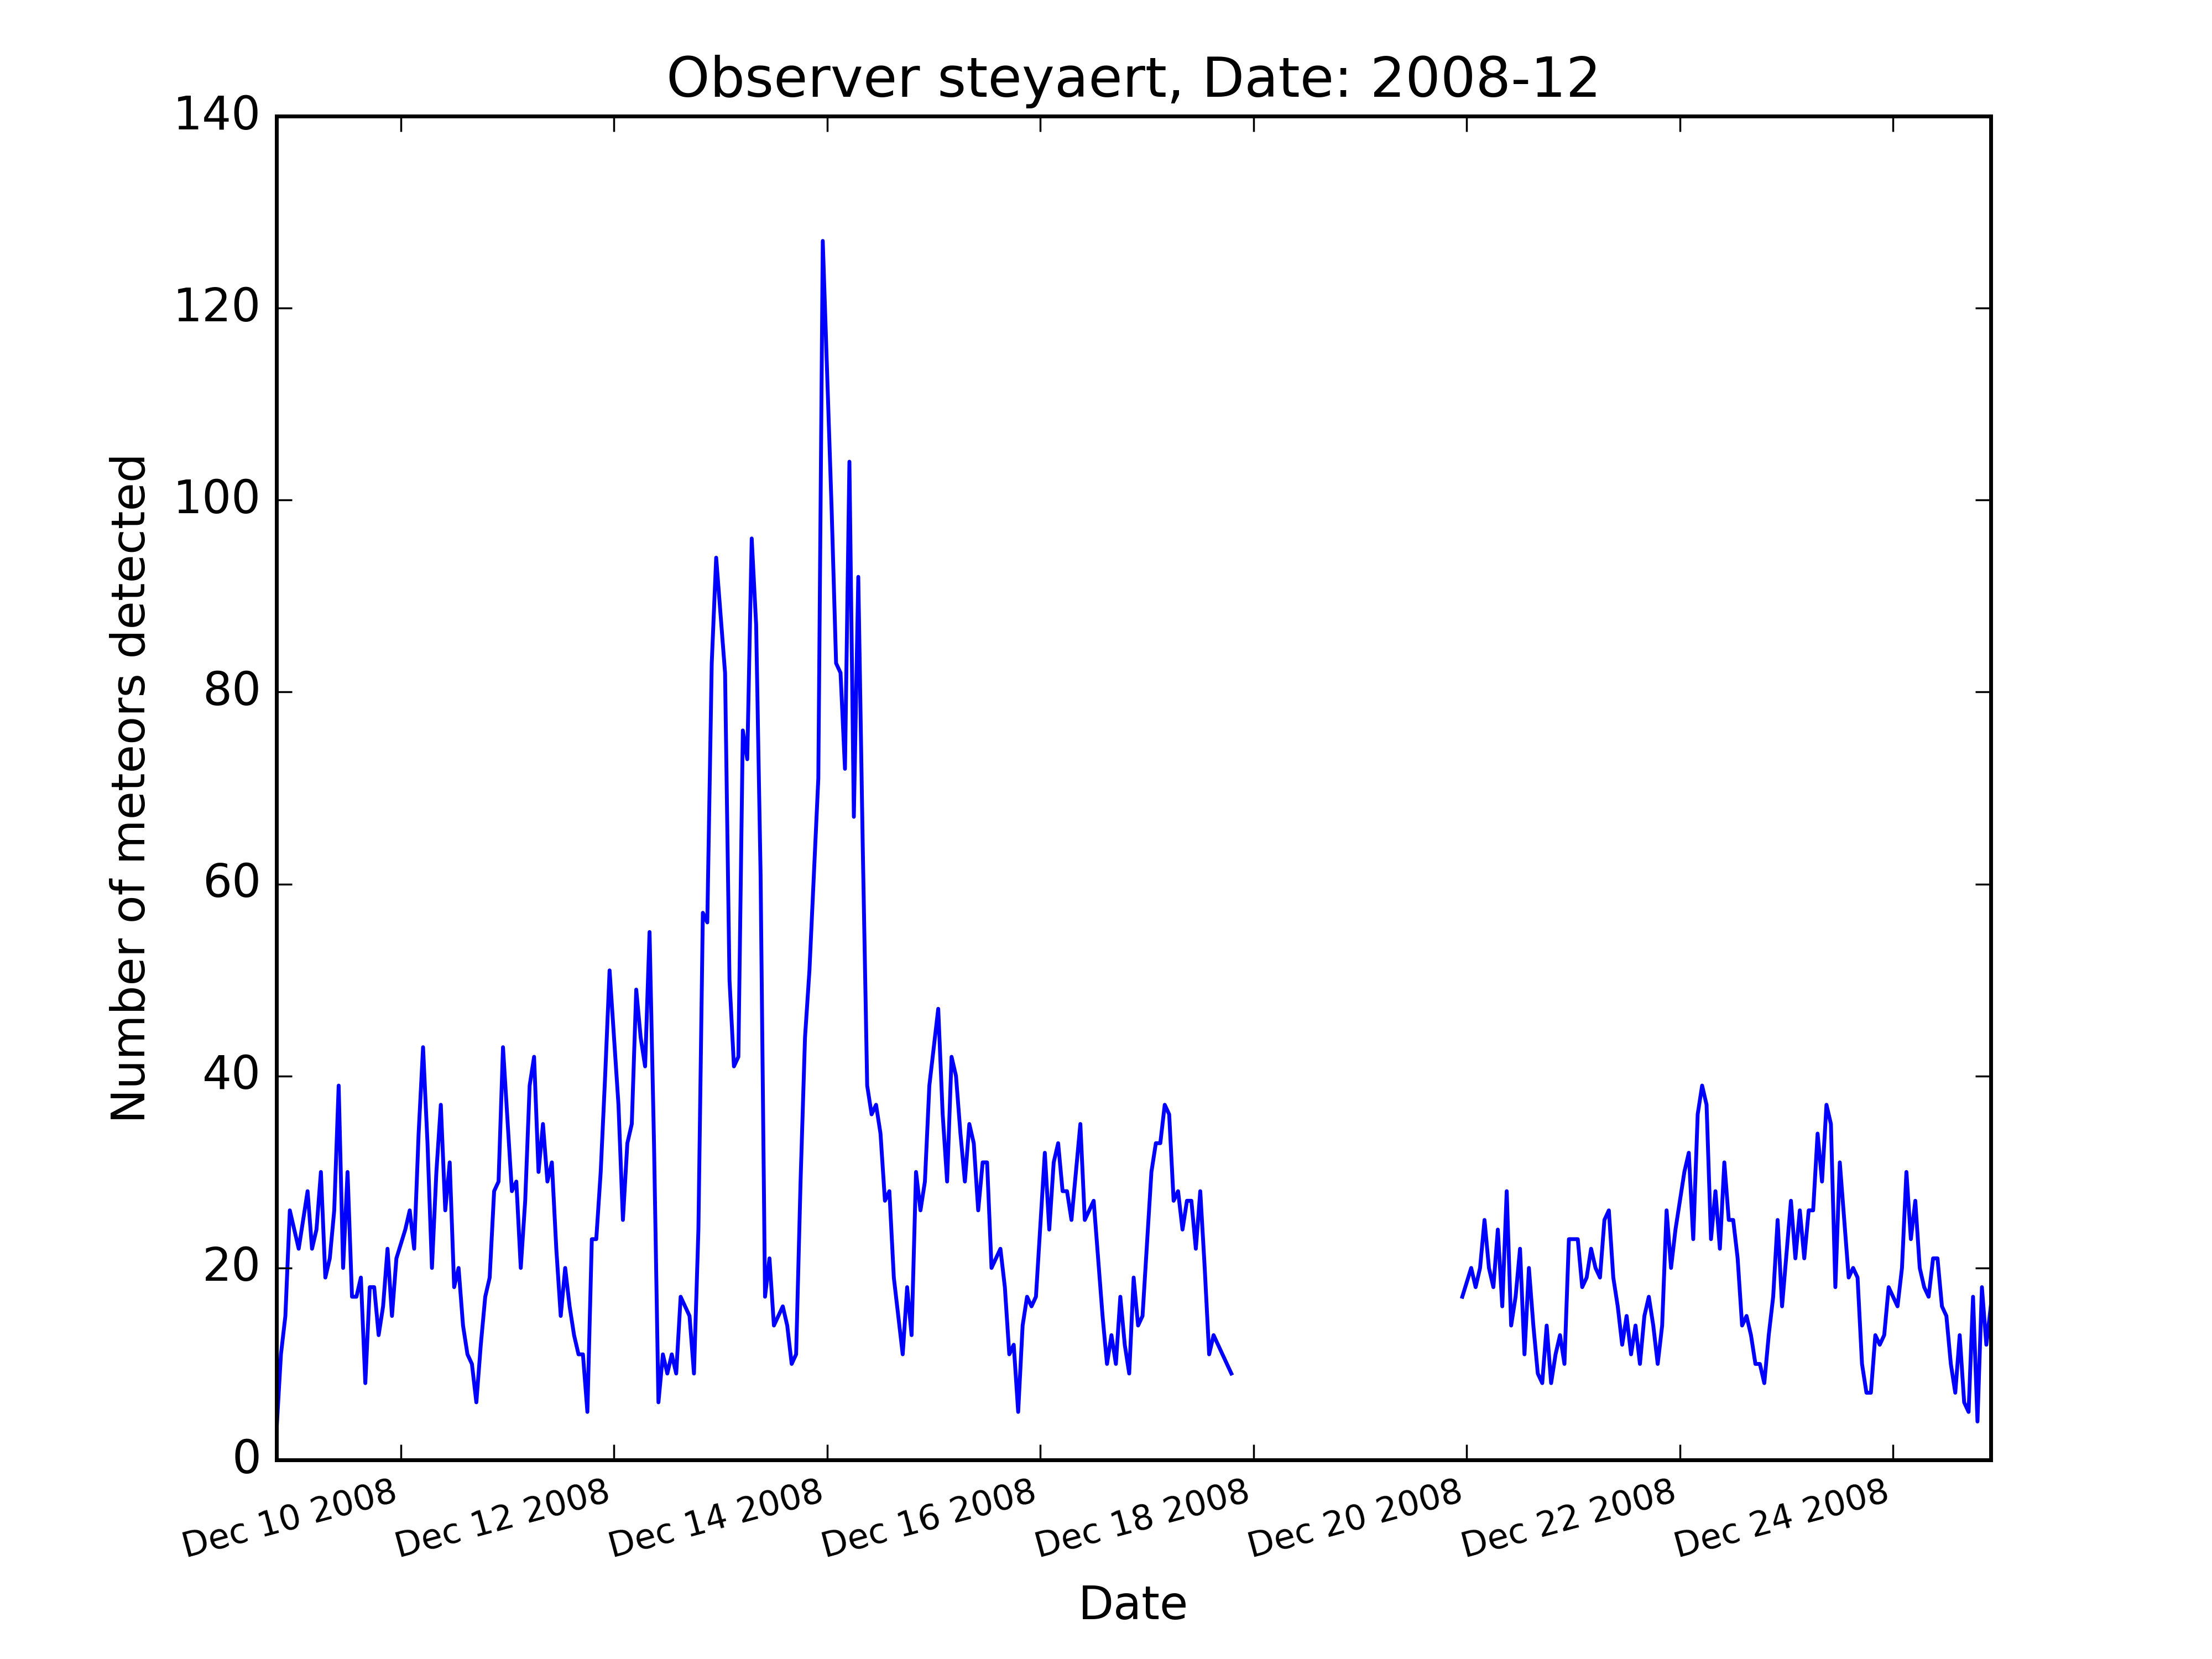 Observer steyaert, Date: 2008-12
140
120
100
80
60
40
20
0
Number of meteors detected
Dec 10 2008
Dec 12 2008
Dec 14 2008
Dec 16 2008
Dec 18 2008
Dec 20 2008
Dec 22 2008
Dec 24 2008
Date